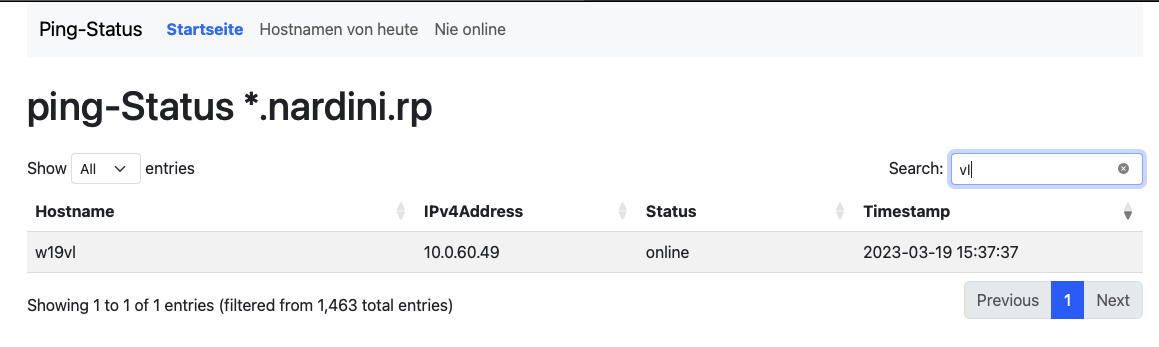 Ping-Status Startseite Hostnamen von heute Nie online
ping-Status *.nardini.rp
Show All entries Search: vl
Hostname IPv4Address Status Timestamp
w19vl 10.0.60.49 online 2023-03-19 15:37:37
Showing 1 to 1 of 1 entries (filtered from 1,463 total entries) Previous 1 Next